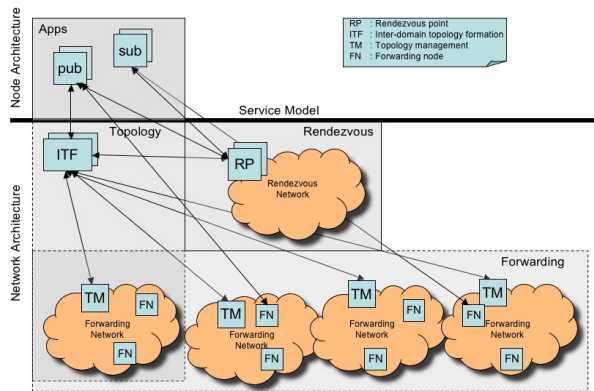 Node Architecture
Apps
pub
sub
RP : Rendezvous point
ITF : Inter-domain topology formation
TM : Topology management
FN : Forwarding node
Service Model
Network Architecture
Topology
Rendezvous
ITF
RP
Rendezvous
Network
Forwarding
TM
FN
Forwarding
Network
FN
TM
FN
Forwarding
Network
FN
TM
FN
Forwarding
Network
FN
TM
FN
Forwarding
Network
FN